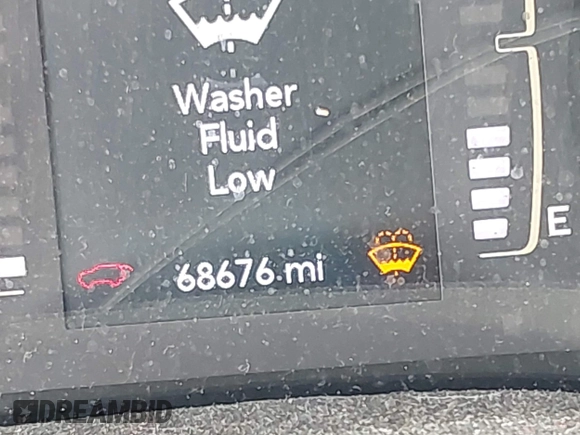 Washer
Fluid
Low
68676 mi
E
DREAMBID